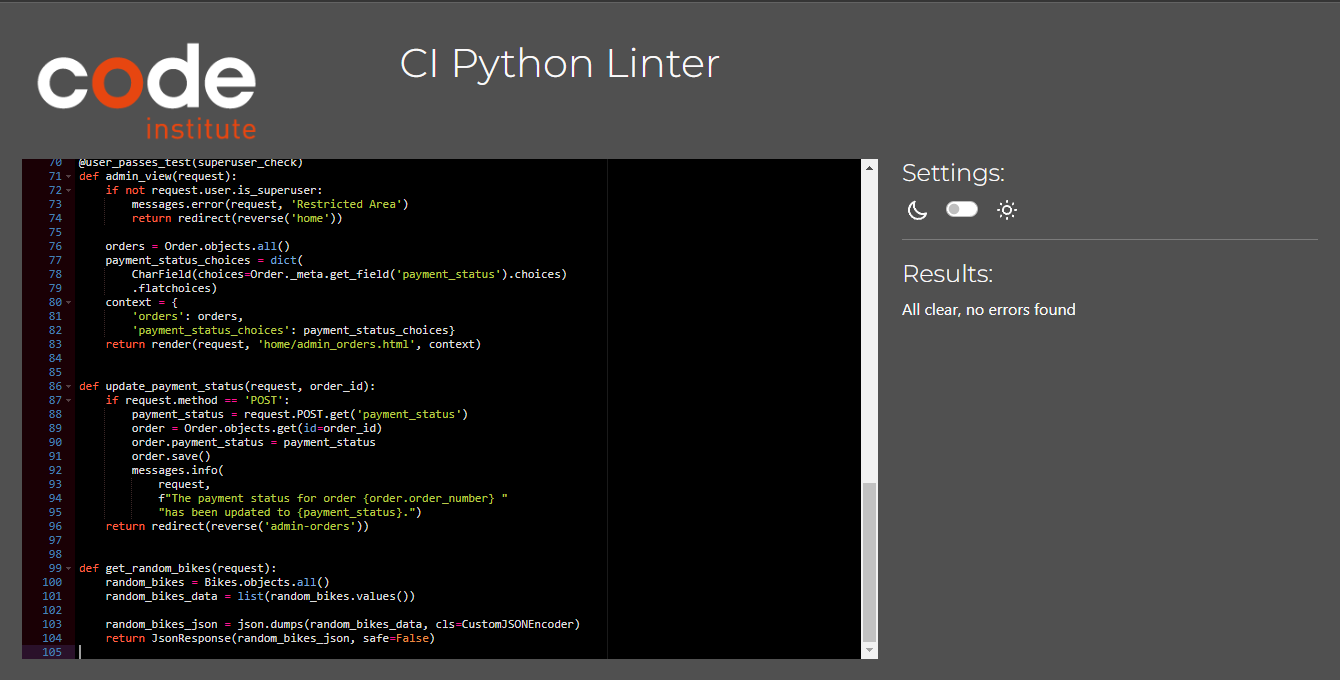 code
institute
CI Python Linter
70 @user_passes_test(superuser_check)
71 def admin_view(request):
72     if not request.user.is_superuser:
73         messages.error(request, 'Restricted Area')
74         return redirect(reverse('home'))
75
76     orders = Order.objects.all()
77     payment_status_choices = dict(
78         CharField(choices=Order._meta.get_field('payment_status').choices)
79         .flatchoices)
80     context = {
81         'orders': orders,
82         'payment_status_choices': payment_status_choices}
83     return render(request, 'home/admin_orders.html', context)
84
85
86 def update_payment_status(request, order_id):
87     if request.method == 'POST':
88         payment_status = request.POST.get('payment_status')
89         order = Order.objects.get(id=order_id)
90         order.payment_status = payment_status
91         order.save()
92         messages.info(
93             request,
94             f"The payment status for order {order.order_number} "
95             "has been updated to {payment_status}.")
96     return redirect(reverse('admin-orders'))
97
98
99 def get_random_bikes(request):
100     random_bikes = Bikes.objects.all()
101     random_bikes_data = list(random_bikes.values())
102
103     random_bikes_json = json.dumps(random_bikes_data, cls=CustomJSONEncoder)
104     return JsonResponse(random_bikes_json, safe=False)
105
Settings:
Results:
All clear, no errors found